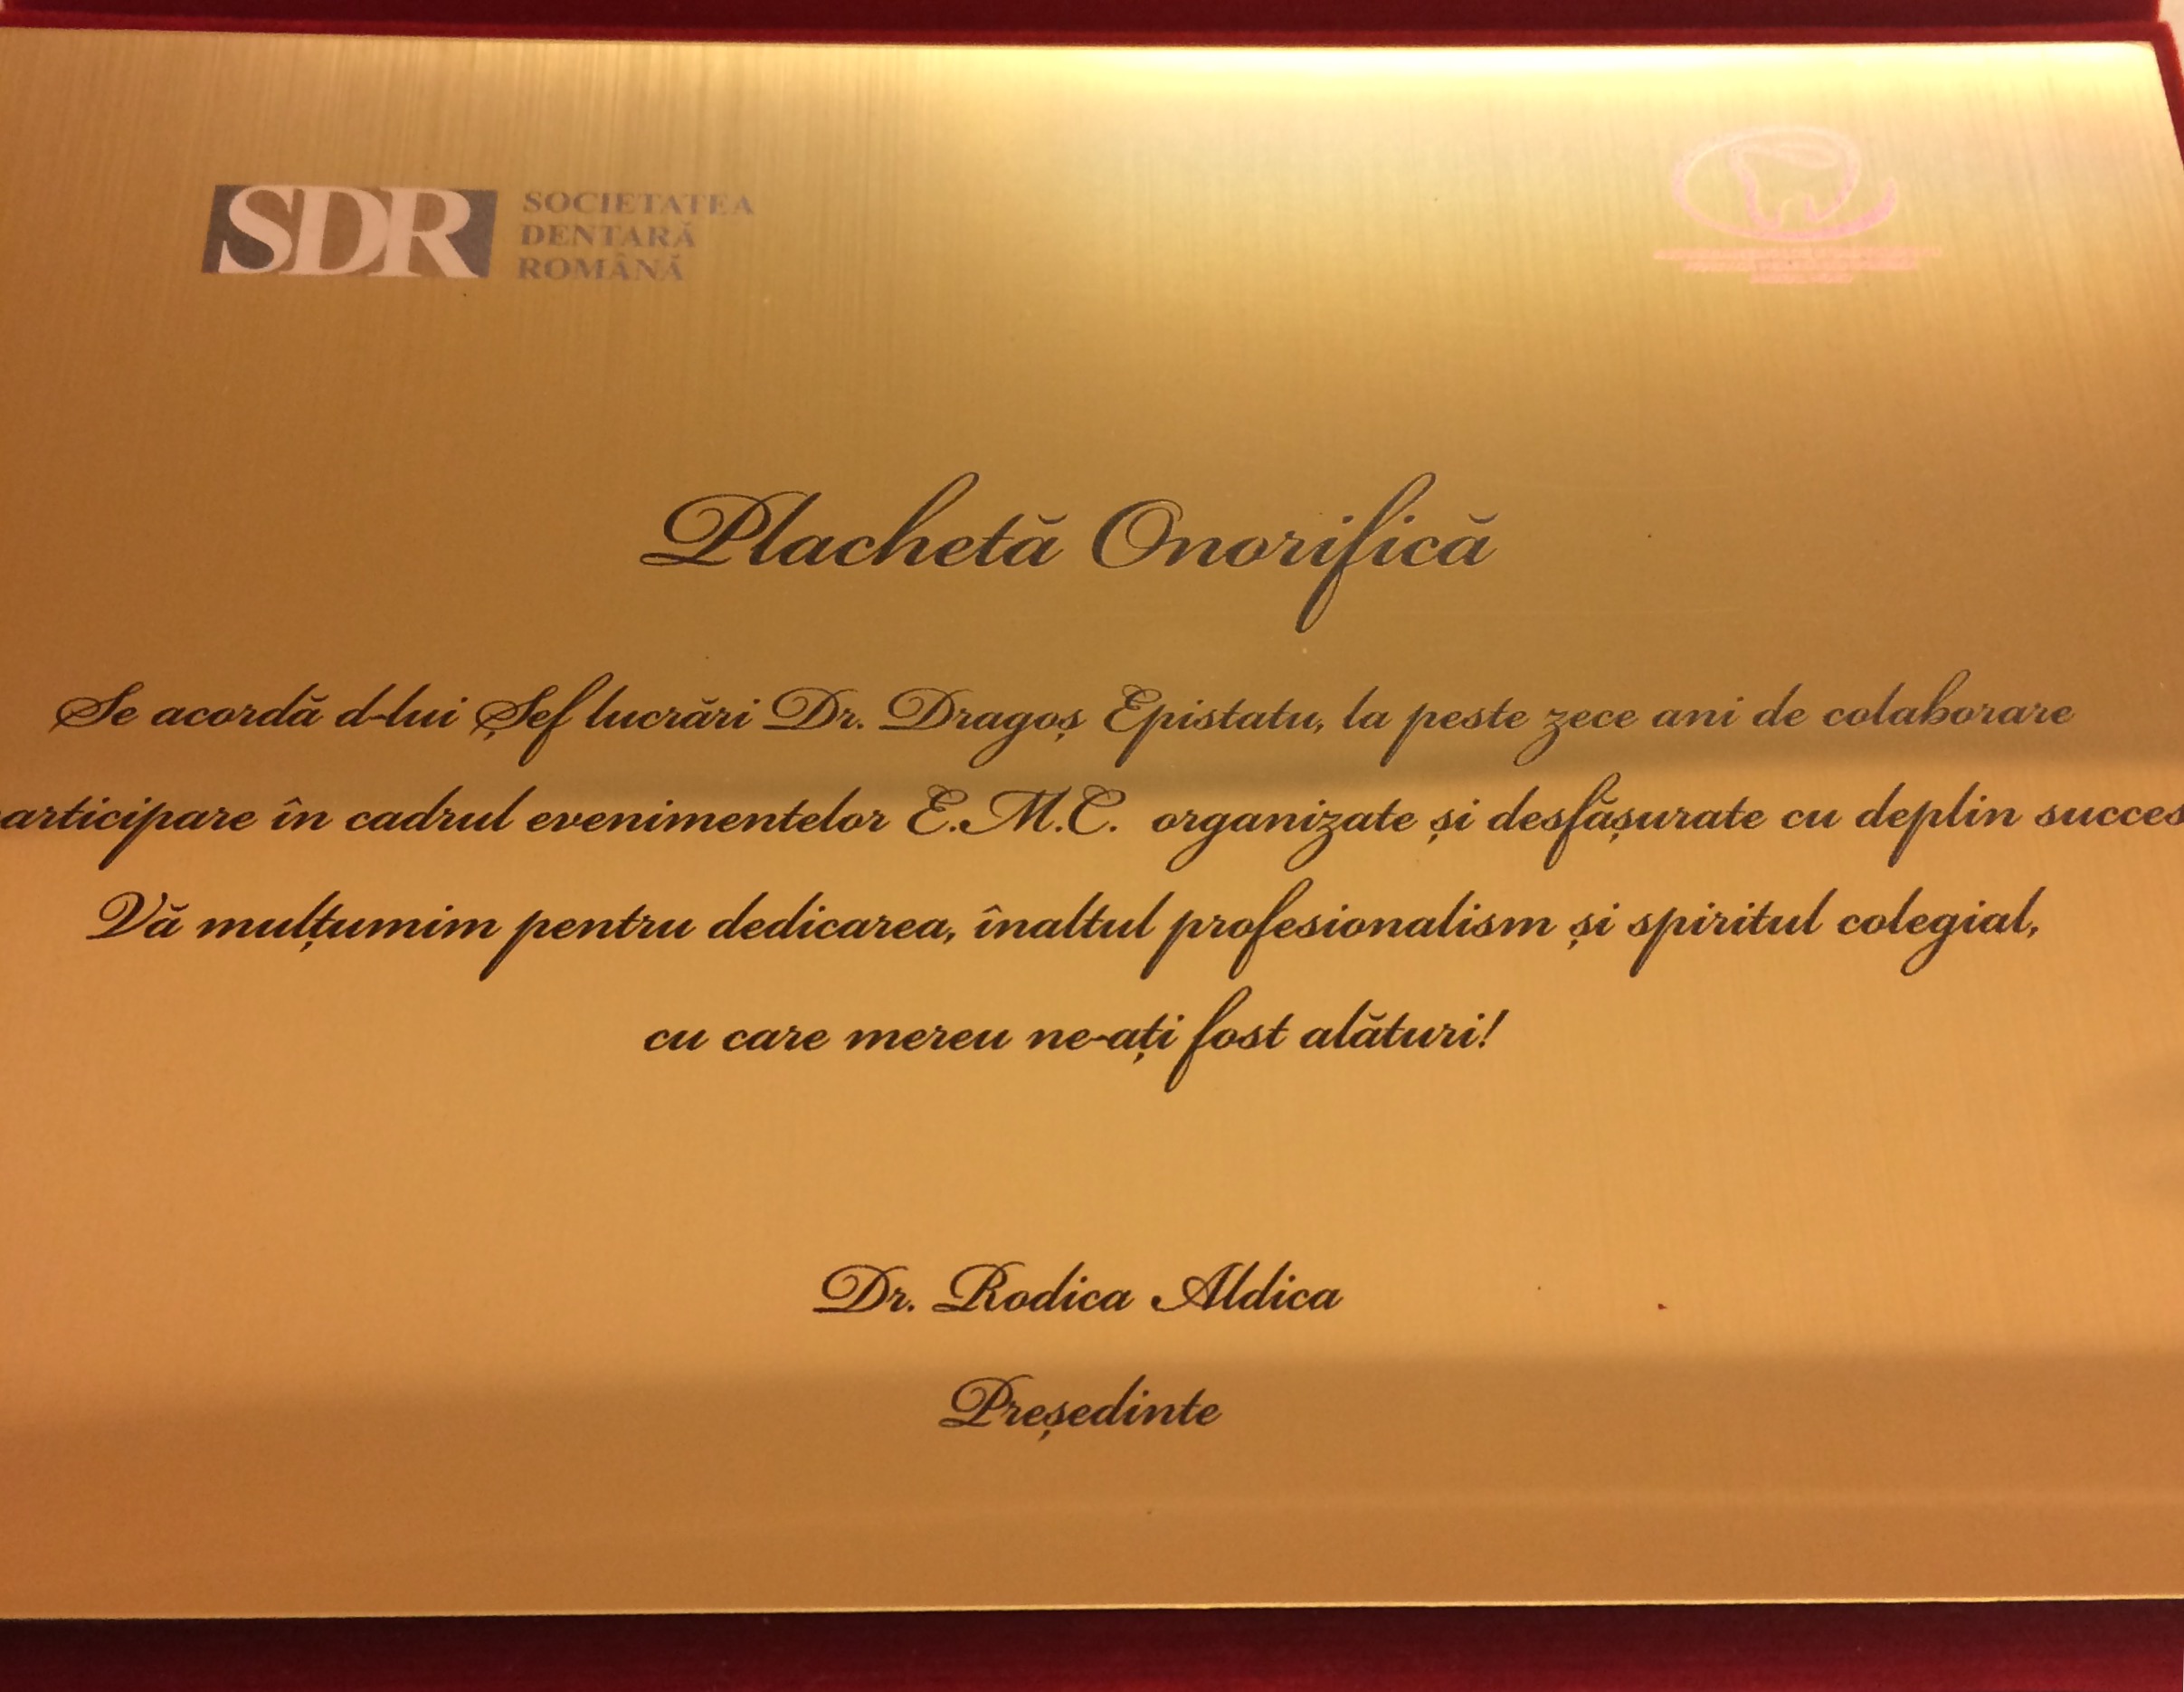 SDR
SOCIETATEA
DENTARĂ
ROMÂNĂ
Plachetă Onorifică
Se acordă d-lui Șef lucrări Dr. Dragoș Epistatu, la peste zece ani de colaborare
articipare în cadrul evenimentelor E.M.C. organizate și desfășurate cu deplin succes
Vă mulțumim pentru dedicarea, înaltul profesionalism și spiritul colegial,
cu care mereu ne-ați fost alături!
Dr. Rodica Aldica
Președinte